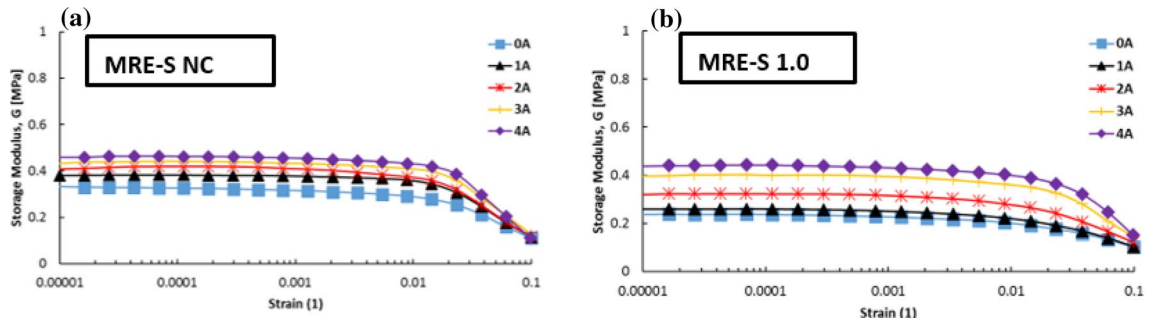 (a)
MRE-S NC
Storage Modulus, G [MPa]
1
0.8
0.6
0.4
0.2
0
0.00001 0.0001 0.001 0.01 0.1
Strain (1)
0A
1A
2A
3A
4A
(b)
MRE-S 1.0
Storage Modulus, G [MPa]
1
0.8
0.6
0.4
0.2
0
0.00001 0.0001 0.001 0.01 0.1
Strain (1)
0A
1A
2A
3A
4A